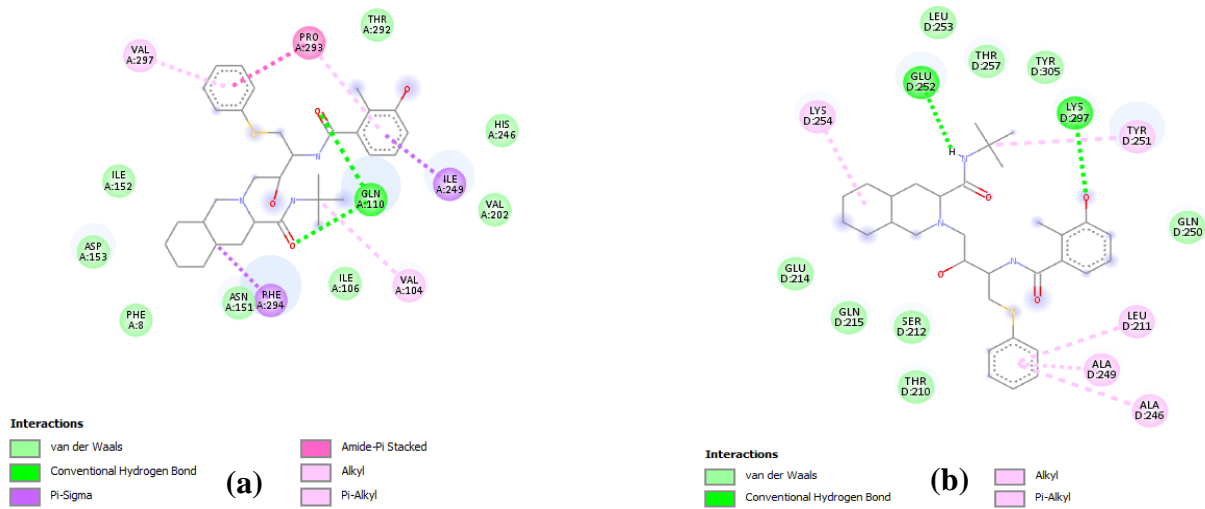 THR
A:292
PRO
A:293
VAL
A:297
HIS
A:246
ILE
A:249
ILE
A:152
GLN
A:110
VAL
A:202
ASP
A:153
ILE
A:106
VAL
A:104
ASN
A:151
RHE
A:294
PHE
A:8
O
O
S
N
O
N
N
O
Interactions
van der Waals
Conventional Hydrogen Bond
Pi-Sigma
Amide-Pi Stacked
Alkyl
Pi-Alkyl
(a)
LEU
D:253
THR
D:257
TYR
D:305
GLU
D:252
LYS
D:254
LYS
D:297
TYR
D:251
GLN
D:250
GLU
D:214
GLN
D:215
SER
D:212
LEU
D:211
ALA
D:249
THR
D:210
ALA
D:246
H
N
O
O
N
O
N
O
S
Interactions
van der Waals
Conventional Hydrogen Bond
Alkyl
Pi-Alkyl
(b)